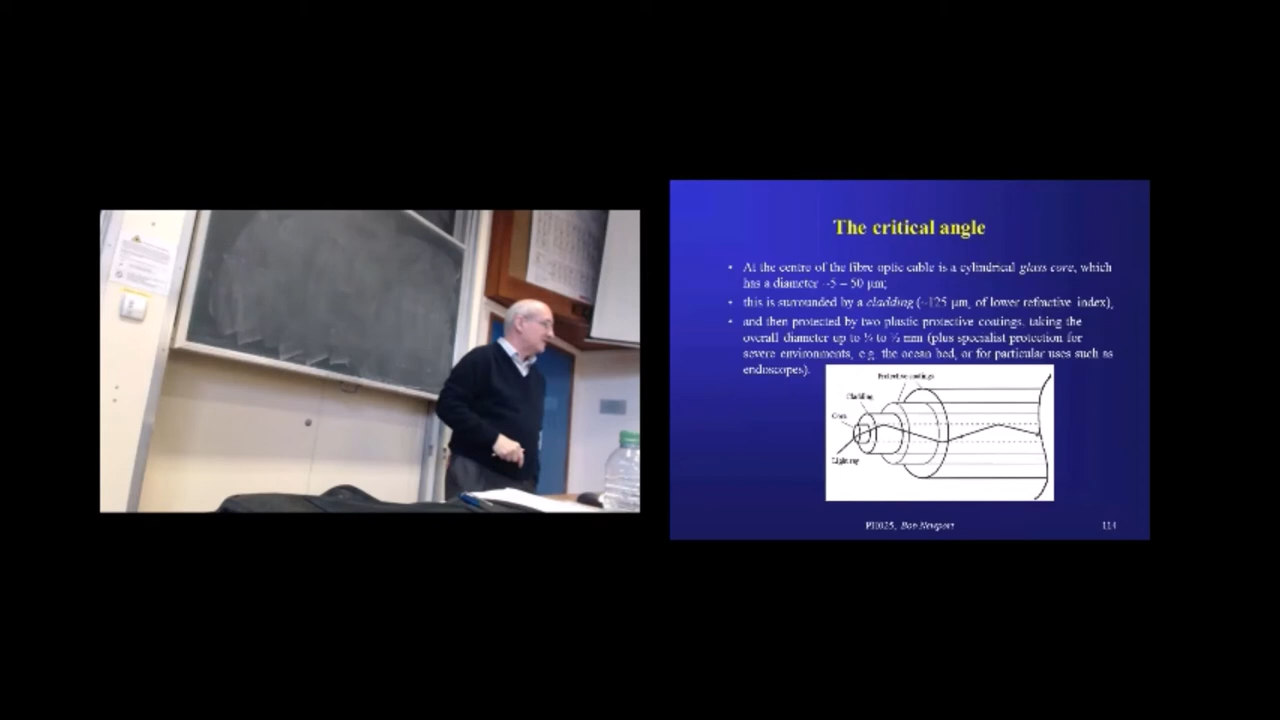 The critical angle
• At the centre of the fibre optic cable is a cylindrical glass core, which
has a diameter ~5 – 50 µm;
• this is surrounded by a cladding (~125 µm, of lower refractive index),
• and then protected by two plastic protective coatings, taking the
overall diameter up to ¼ to ½ mm (plus specialist protection for
severe environments, e.g. the ocean bed, or for particular uses such as
endoscopes).
Protective coatings
Cladding
Core
Light ray
PH025, Bob Newport
114